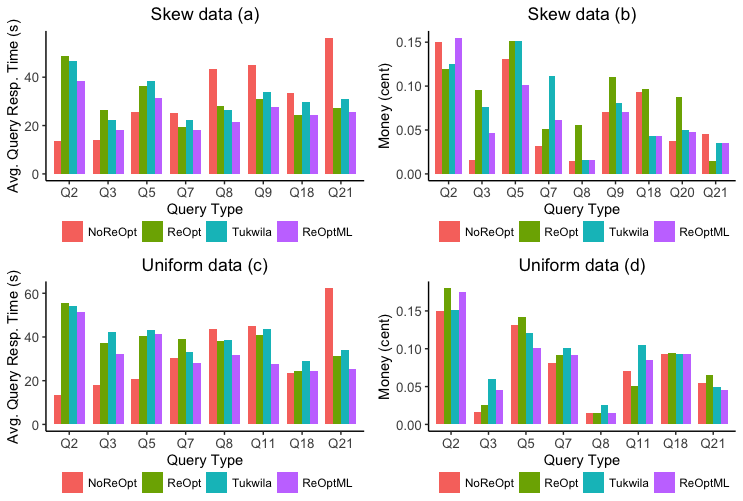 Skew data (a)
Avg. Query Resp. Time (s)
40
20
0
Q2 Q3 Q5 Q7 Q8 Q9 Q18 Q21
Query Type
NoReOpt ReOpt Tukwila ReOptML
Skew data (b)
Money (cent)
0.15
0.10
0.05
0.00
Q2 Q3 Q5 Q7 Q8 Q9 Q18 Q20 Q21
Query Type
NoReOpt ReOpt Tukwila ReOptML
Uniform data (c)
Avg. Query Resp. Time (s)
60
40
20
0
Q2 Q3 Q5 Q7 Q8 Q11 Q18 Q21
Query Type
NoReOpt ReOpt Tukwila ReOptML
Uniform data (d)
Money (cent)
0.15
0.10
0.05
0.00
Q2 Q3 Q5 Q7 Q8 Q11 Q18 Q21
Query Type
NoReOpt ReOpt Tukwila ReOptML